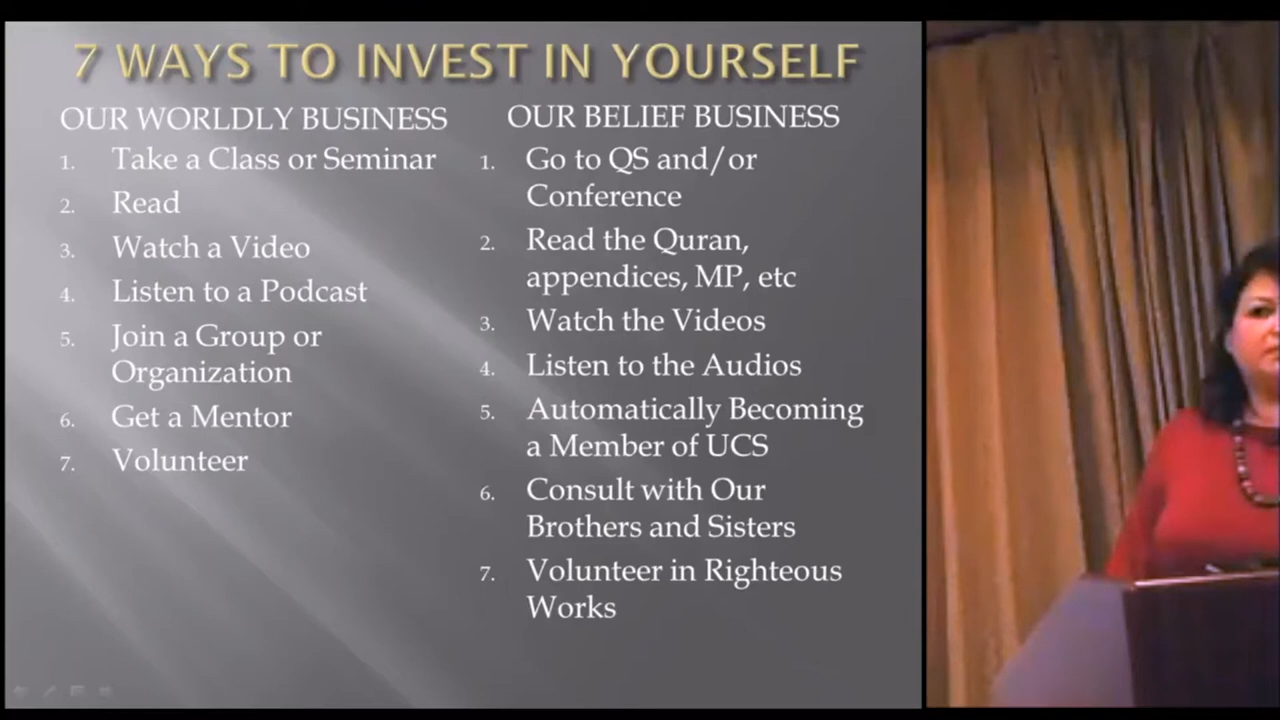 7 WAYS TO INVEST IN YOURSELF
OUR WORLDLY BUSINESS
1. Take a Class or Seminar
2. Read
3. Watch a Video
4. Listen to a Podcast
5. Join a Group or
Organization
6. Get a Mentor
7. Volunteer
OUR BELIEF BUSINESS
1. Go to QS and/or
Conference
2. Read the Quran,
appendices, MP, etc
3. Watch the Videos
4. Listen to the Audios
5. Automatically Becoming
a Member of UCS
6. Consult with Our
Brothers and Sisters
7. Volunteer in Righteous
Works